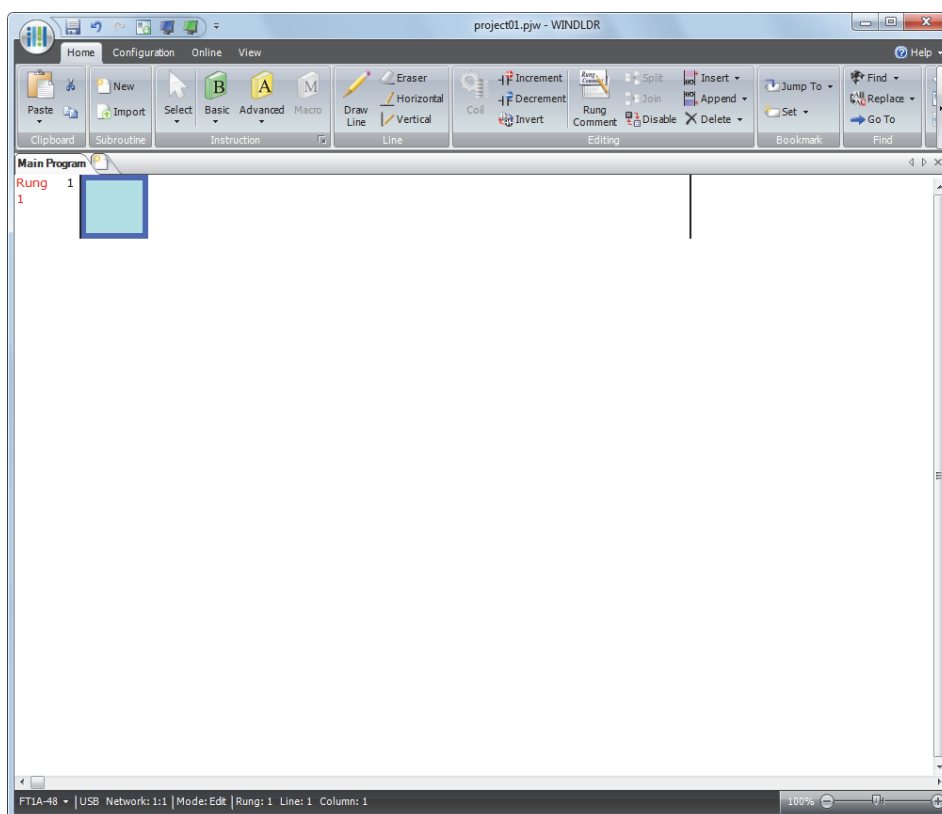 project01.pjw - WINDLDR
Home Configuration Online View Help
Paste
Clipboard
New
Import
Subroutine
Select
B
Basic
A
Advanced
M
Macro
Instruction
Draw
Line
Eraser
Horizontal
Vertical
Line
Coil
Increment
Decrement
Invert
Rung
Comment
Split
Join
Disable
Insert
Append
Delete
Editing
Jump To
Set
Bookmark
Find
Replace
Go To
Find
Main Program
Rung 1
1
FT1A-48 USB Network: 1:1 Mode: Edit Rung: 1 Line: 1 Column: 1 100%